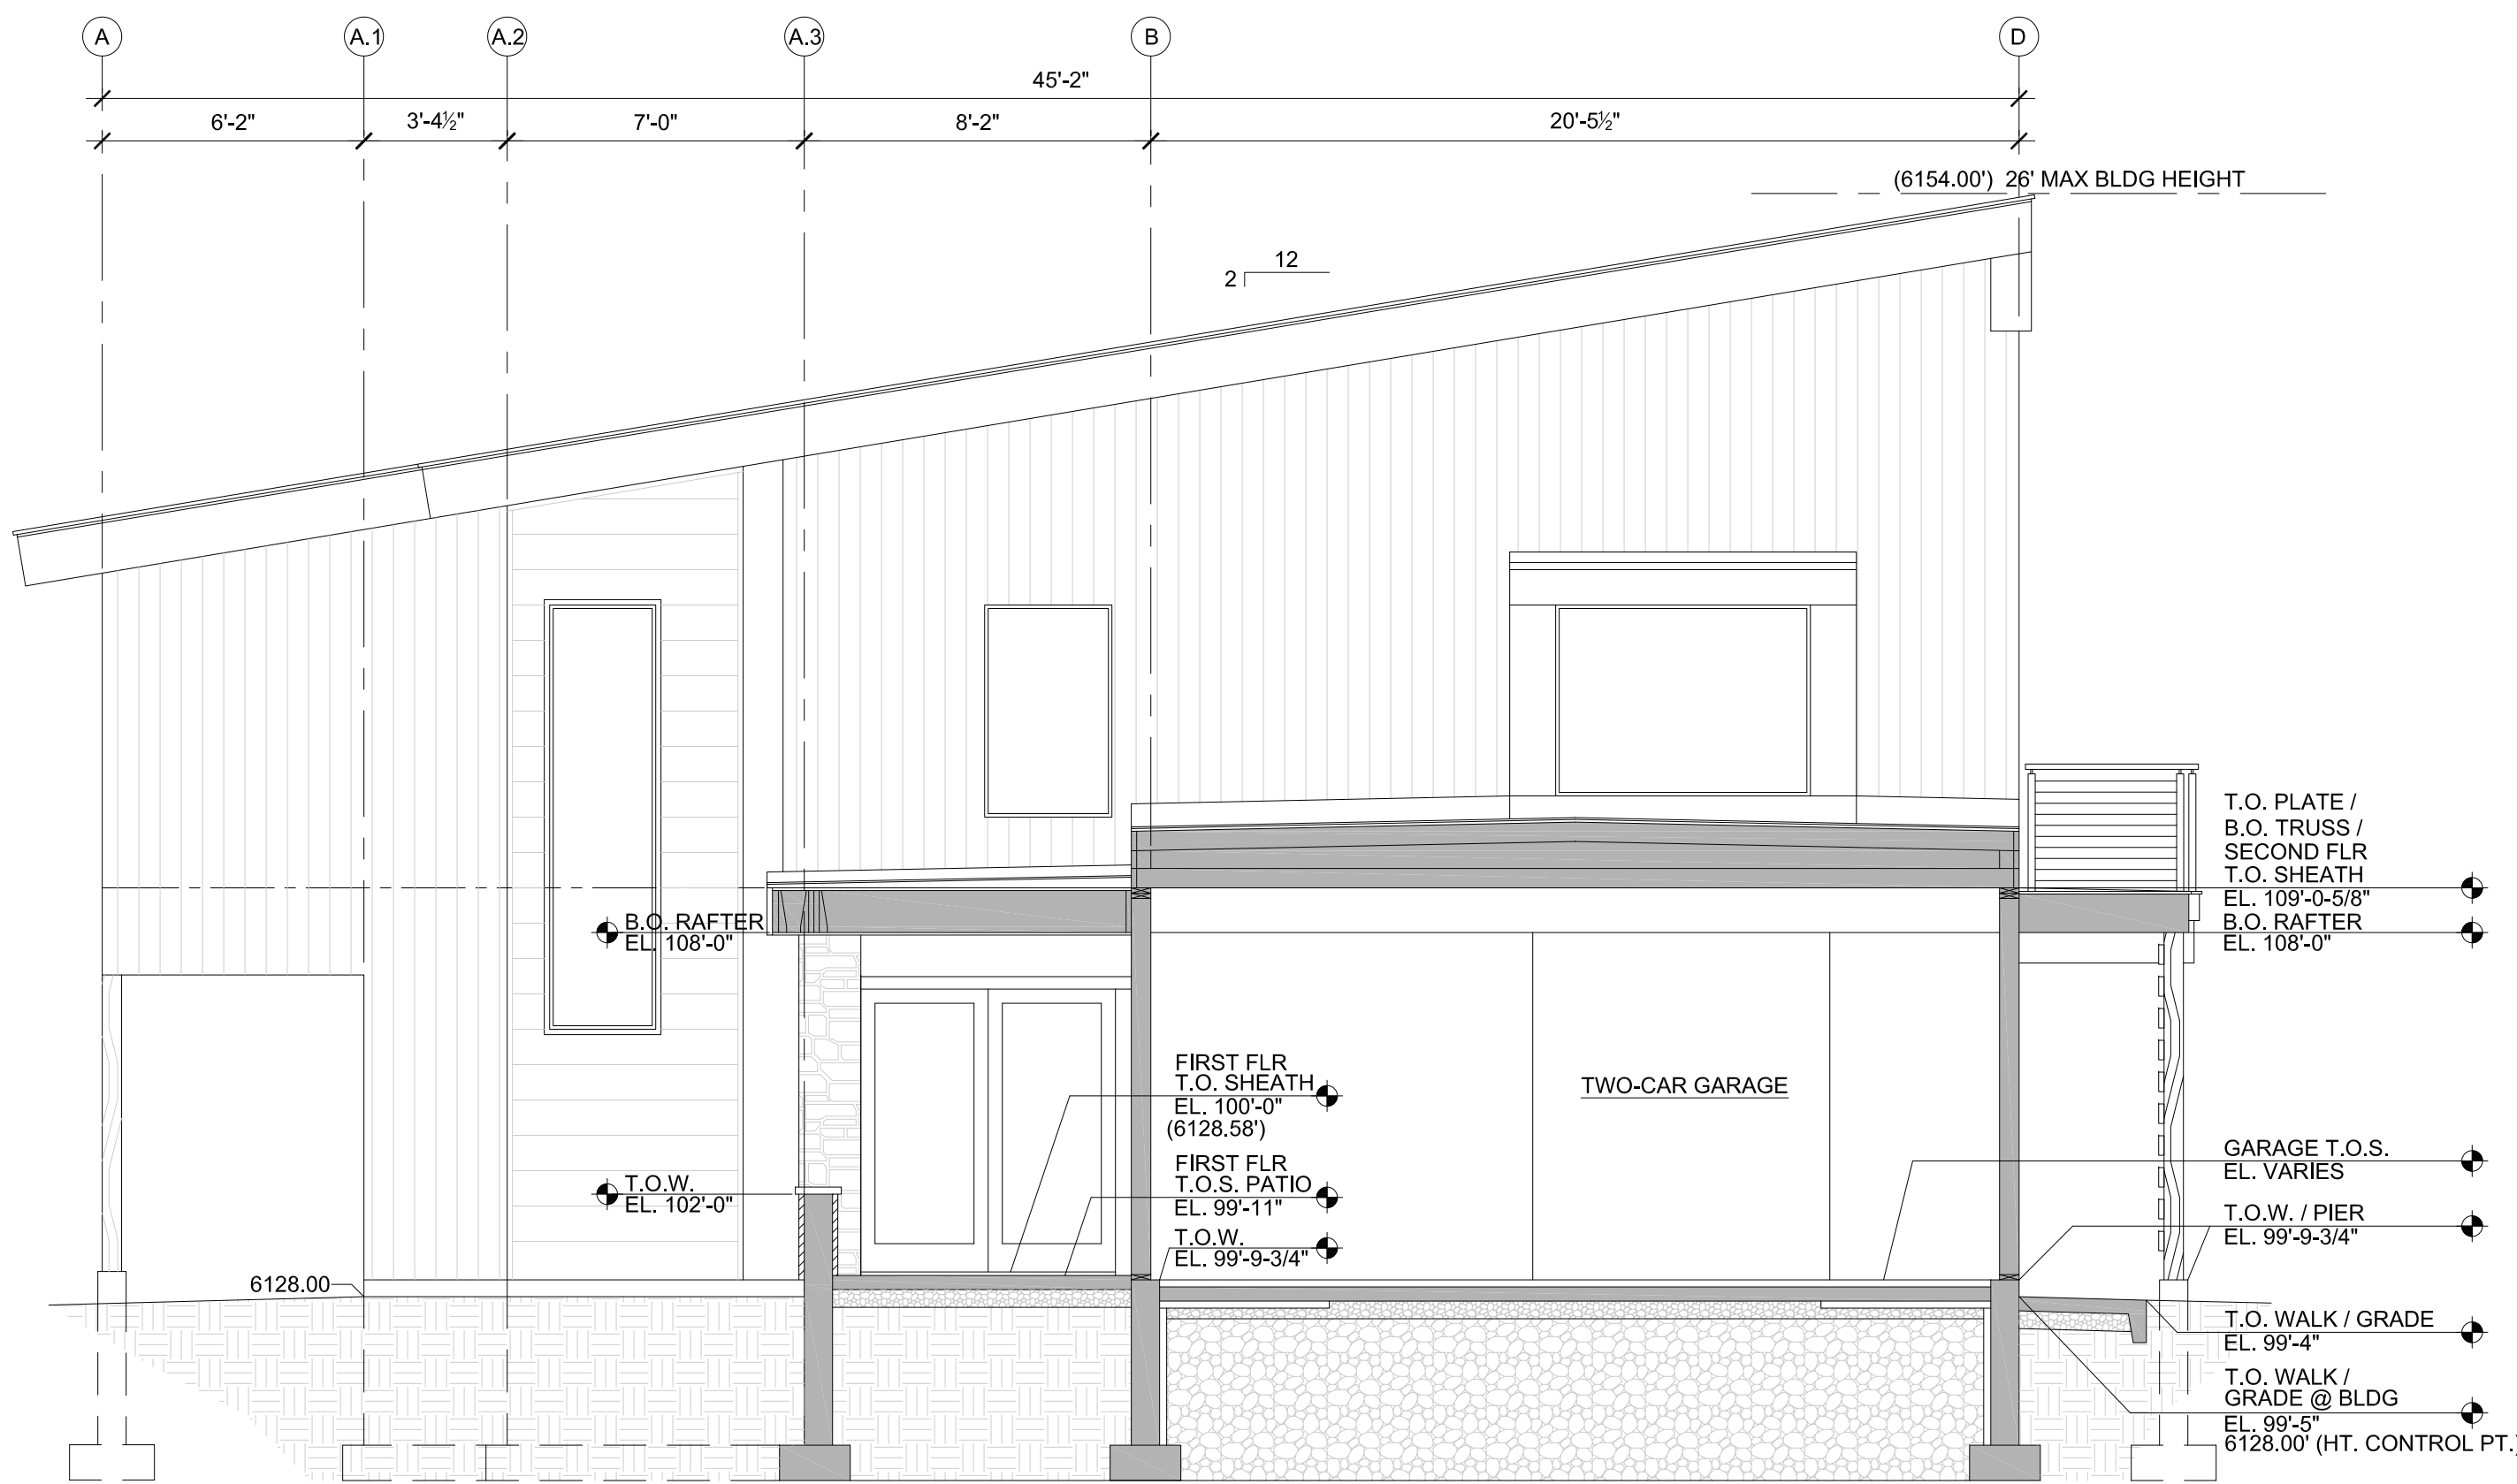 A A.1 A.2 A.3 B D
45'-2"
6'-2" 3'-4½" 7'-0" 8'-2" 20'-5½"
(6154.00') 26' MAX BLDG HEIGHT
12
2
T.O. PLATE /
B.O. TRUSS /
SECOND FLR
T.O. SHEATH
EL. 109'-0-5/8"
B.O. RAFTER
EL. 108'-0"
B.O. RAFTER
EL. 108'-0"
FIRST FLR
T.O. SHEATH
EL. 100'-0"
(6128.58')
TWO-CAR GARAGE
FIRST FLR
T.O.S. PATIO
EL. 99'-11"
T.O.W.
EL. 99'-9-3/4"
T.O.W.
EL. 102'-0"
6128.00
GARAGE T.O.S.
EL. VARIES
T.O.W. / PIER
EL. 99'-9-3/4"
T.O. WALK / GRADE
EL. 99'-4"
T.O. WALK /
GRADE @ BLDG
EL. 99'-5"
6128.00' (HT. CONTROL PT.)